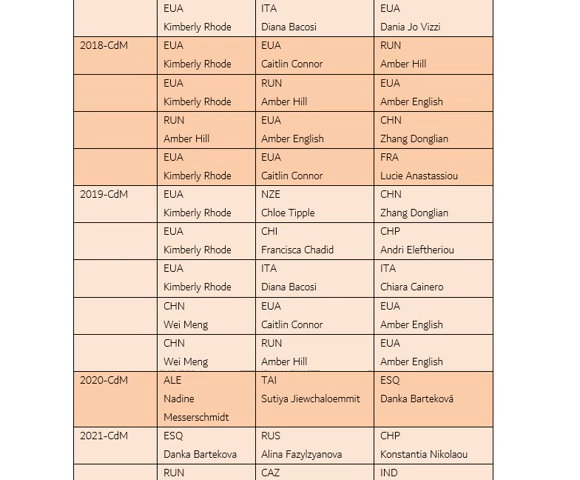 EUA ITA EUA
Kimberly Rhode Diana Bacosi Dania Jo Vizzi
2018-CdM EUA EUA RUN
Kimberly Rhode Caitlin Connor Amber Hill
EUA RUN EUA
Kimberly Rhode Amber Hill Amber English
RUN EUA CHN
Amber Hill Amber English Zhang Donglian
EUA EUA FRA
Kimberly Rhode Caitlin Connor Lucie Anastassiou
2019-CdM EUA NZE CHN
Kimberly Rhode Chloe Tipple Zhang Donglian
EUA CHI CHP
Kimberly Rhode Francisca Chadid Andri Eleftheriou
EUA ITA ITA
Kimberly Rhode Diana Bacosi Chiara Cainero
CHN EUA EUA
Wei Meng Caitlin Connor Amber English
CHN RUN EUA
Wei Meng Amber Hill Amber English
2020-CdM ALE TAI ESQ
Nadine Sutiya Jiewchaloemmit Danka Barteková
Messerschmidt
2021-CdM ESQ RUS CHP
Danka Bartekova Alina Fazylzyanova Konstantia Nikolaou
RUN CAZ IND